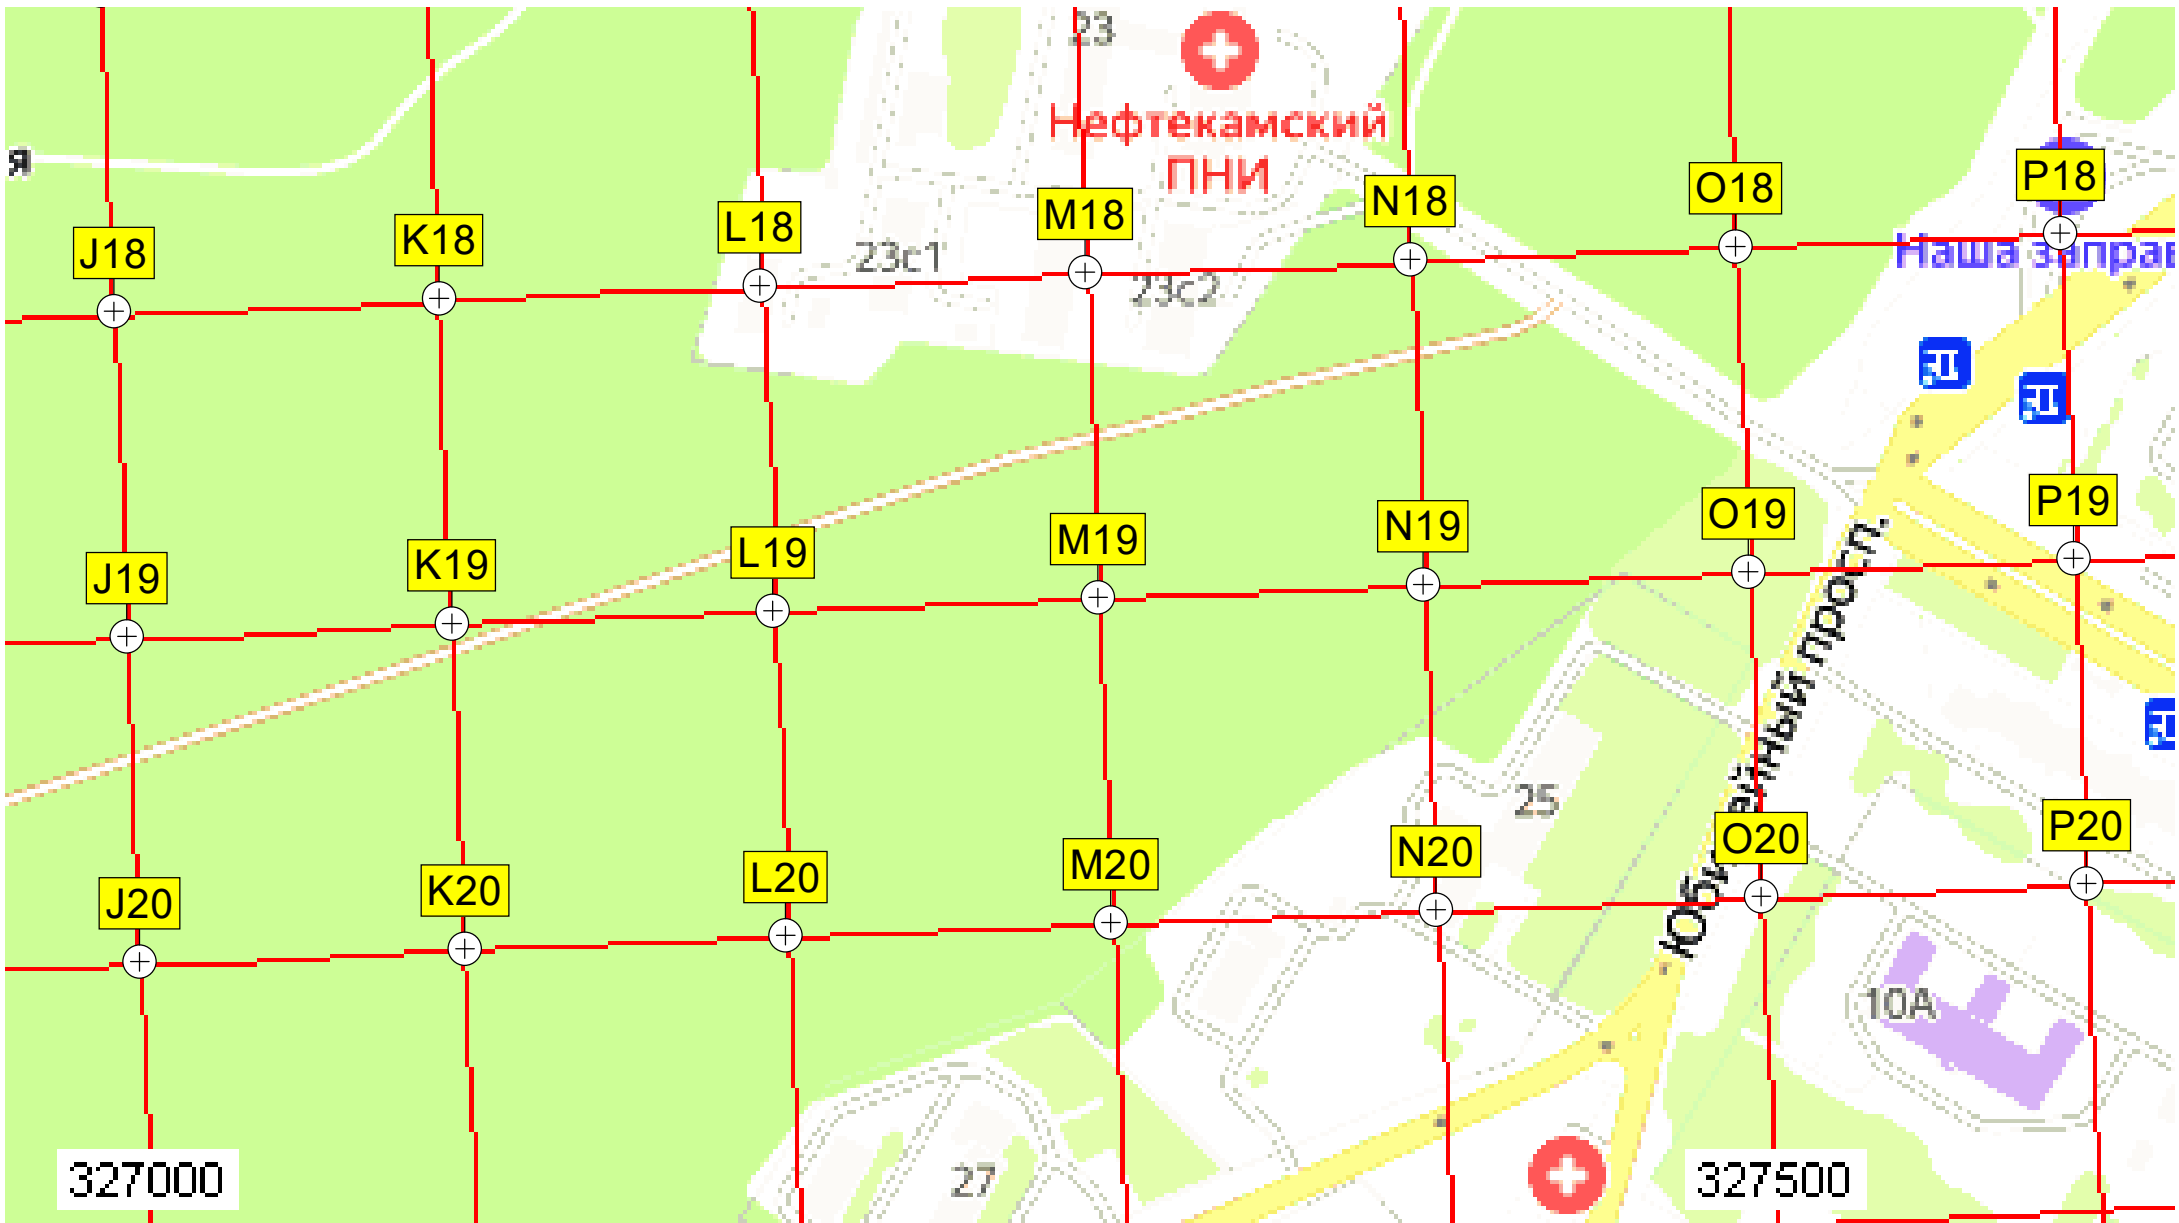 23
Нефтекамский
ПНИ
я
J18
K18
L18
M18
N18
O18
P18
23с1
23с2
Наша заправ
J19
K19
L19
M19
N19
O19
P19
Юбилейный просп.
25
J20
K20
L20
M20
N20
O20
P20
10А
27
327000
327500